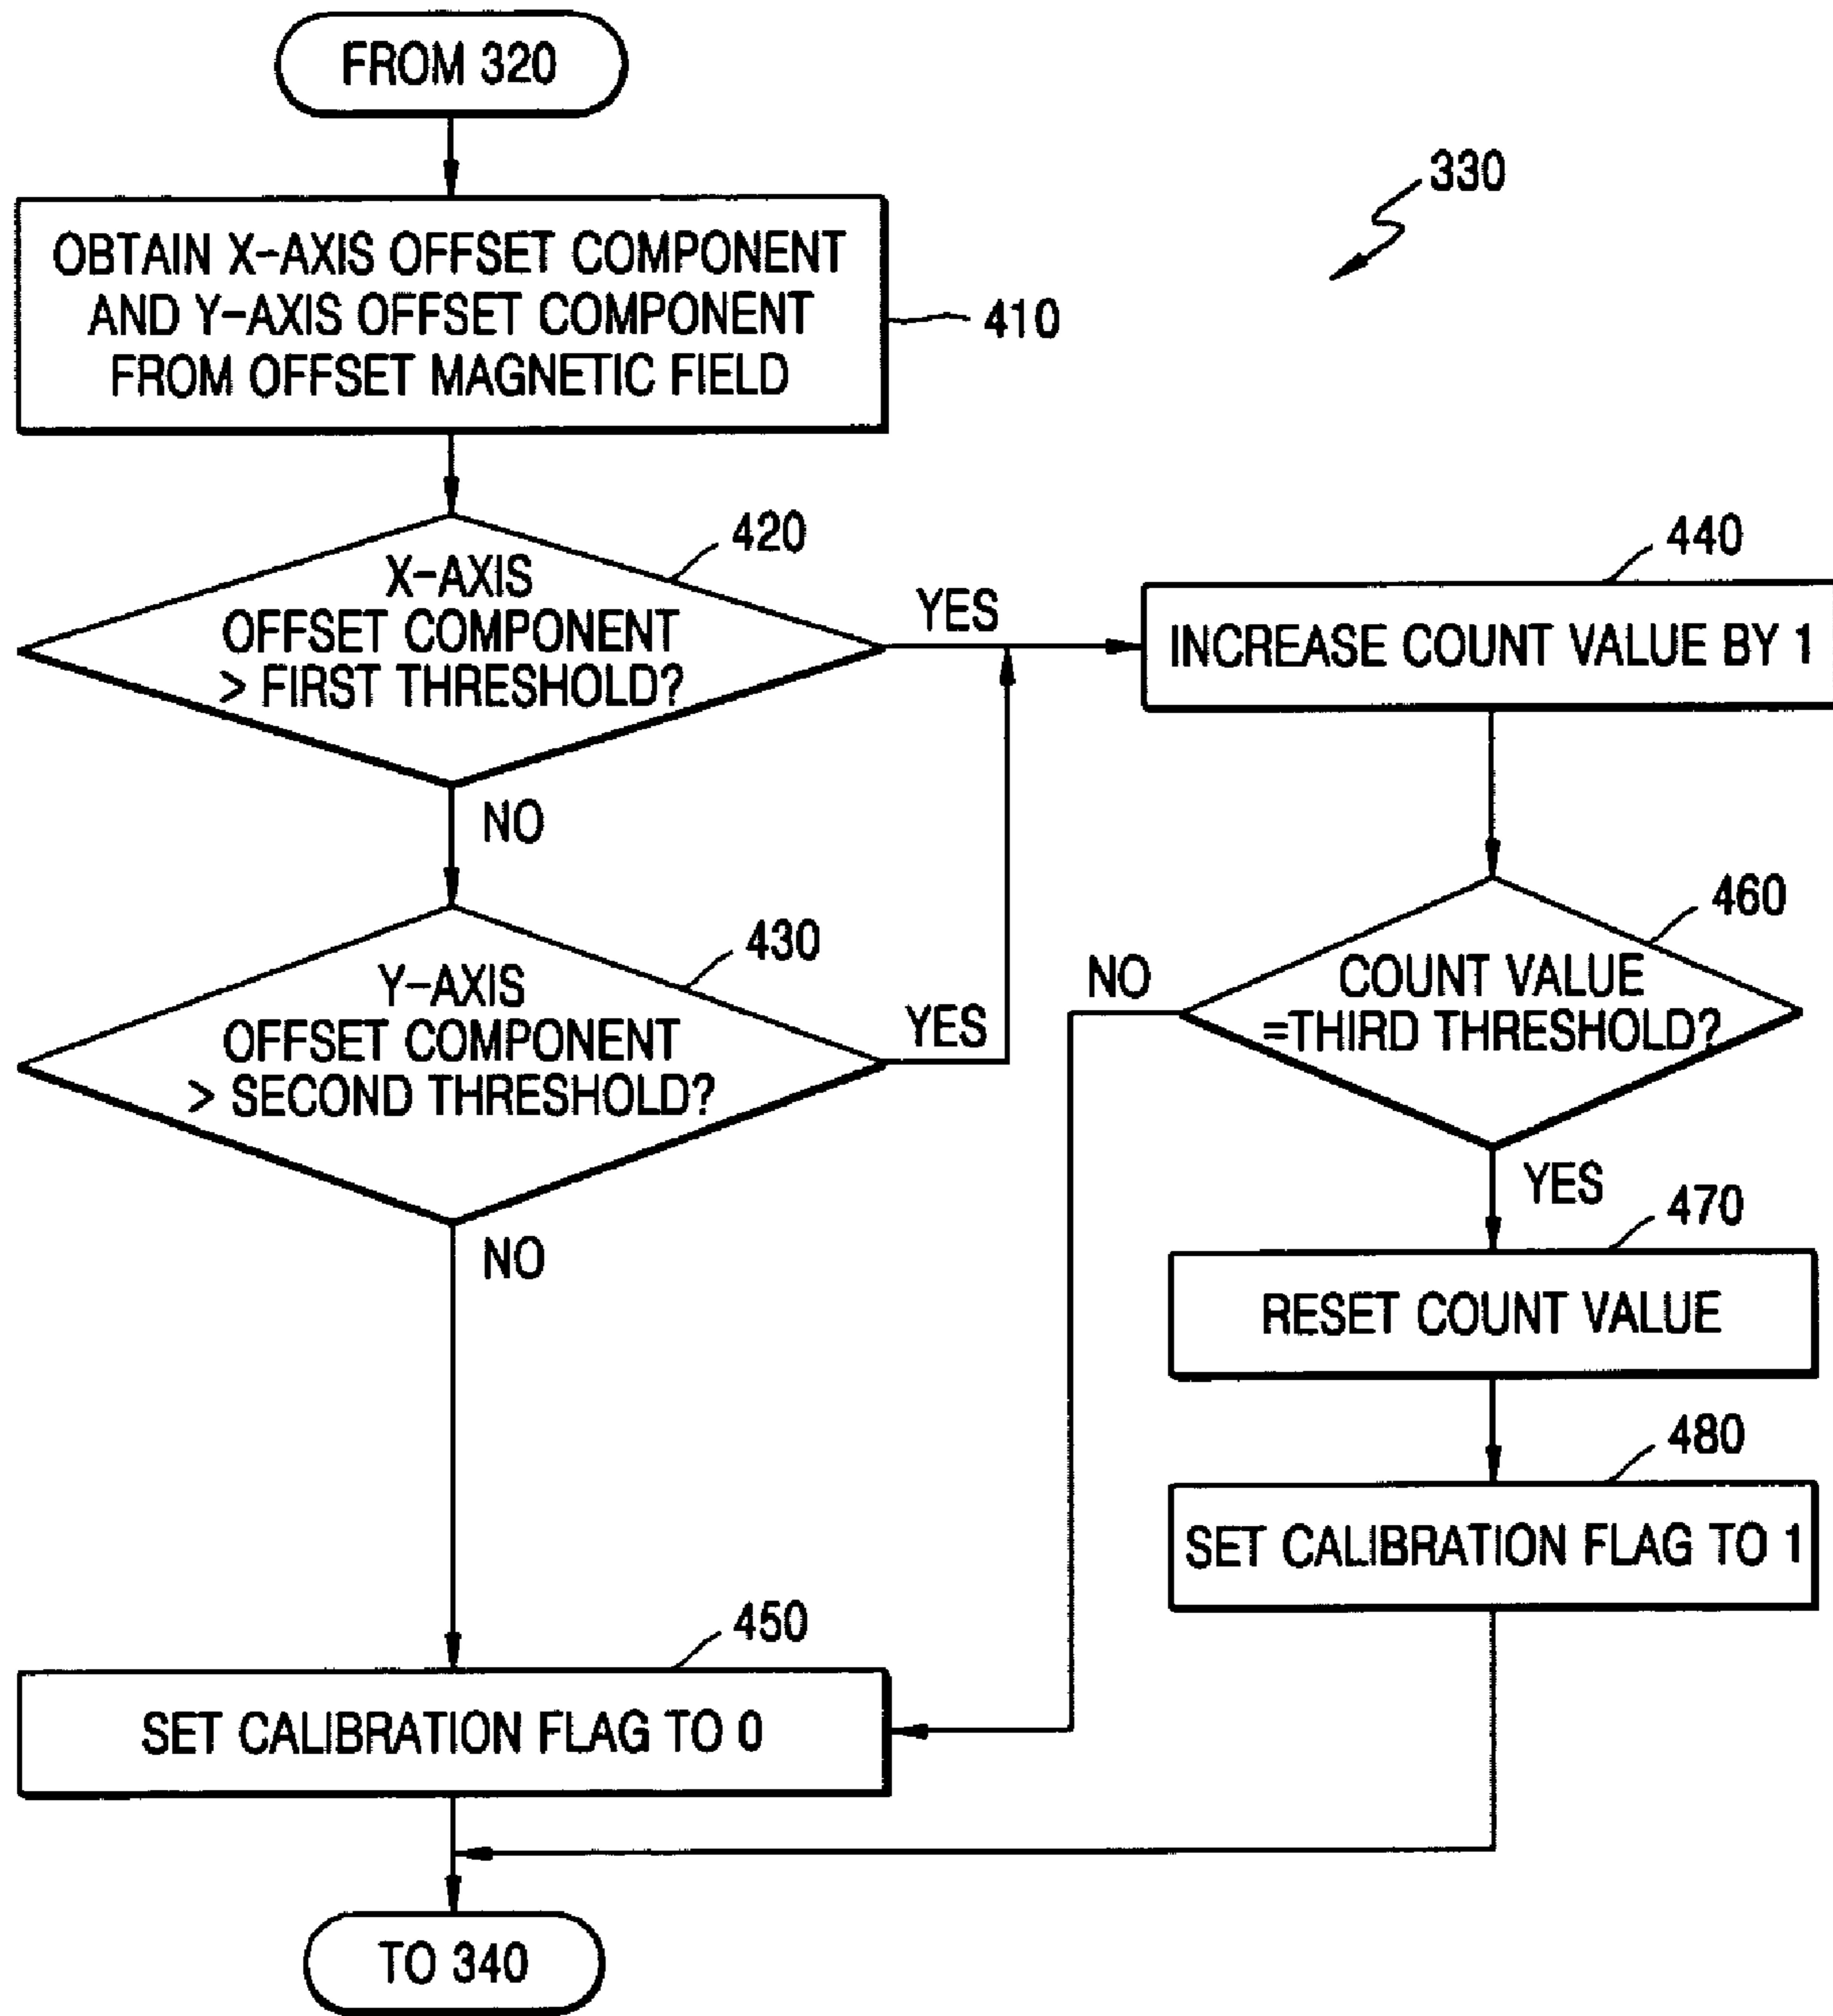 FROM 320
330
OBTAIN X-AXIS OFFSET COMPONENT
AND Y-AXIS OFFSET COMPONENT
FROM OFFSET MAGNETIC FIELD
410
420
X-AXIS
OFFSET COMPONENT
> FIRST THRESHOLD?
YES
NO
440
INCREASE COUNT VALUE BY 1
430
Y-AXIS
OFFSET COMPONENT
> SECOND THRESHOLD?
YES
NO
460
COUNT VALUE
=THIRD THRESHOLD?
NO
YES
470
RESET COUNT VALUE
480
SET CALIBRATION FLAG TO 1
450
SET CALIBRATION FLAG TO 0
TO 340